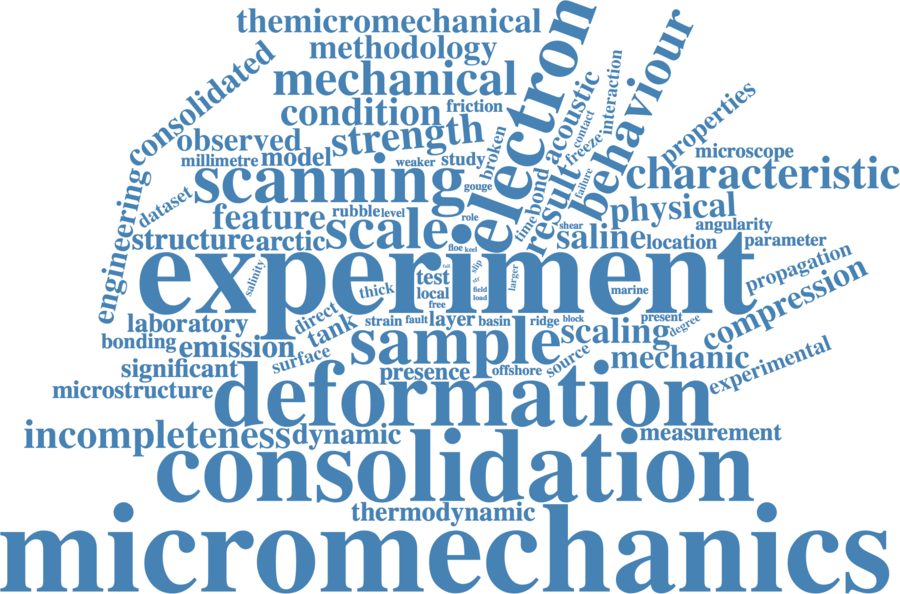 themicromechanical
methodology
mechanical
condition
friction
electron
behaviour
interaction
acoustic
contact
freeze
consolidated
observed
strength
broken
properties
millimetre
model
weaker
study
bond
result
failure
microscope
scanning
gouge
characteristic
engineering
dataset
feature
rubble
level
role
time
physical
angularity
structure
arctic
scale
floe
keel
shear
saline
location
parameter
experiment
salinity
test
slip
larger
propagation
thick
local
field
marine
free
load
compression
direct
laboratory
tank
strain
fault
layer
basin
ridge
block
present
degree
bonding
emission
sample
scaling
surface
source
mechanic
significant
presence
offshore
experimental
microstructure
deformation
incompleteness
dynamic
measurement
consolidation
thermodynamic
micromechanics